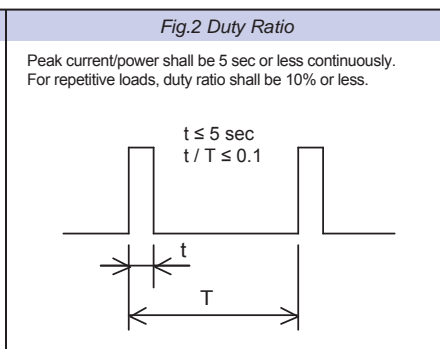 Fig.2 Duty Ratio
Peak current/power shall be 5 sec or less continuously.
For repetitive loads, duty ratio shall be 10% or less.
t ≤ 5 sec
t / T ≤ 0.1
t
T